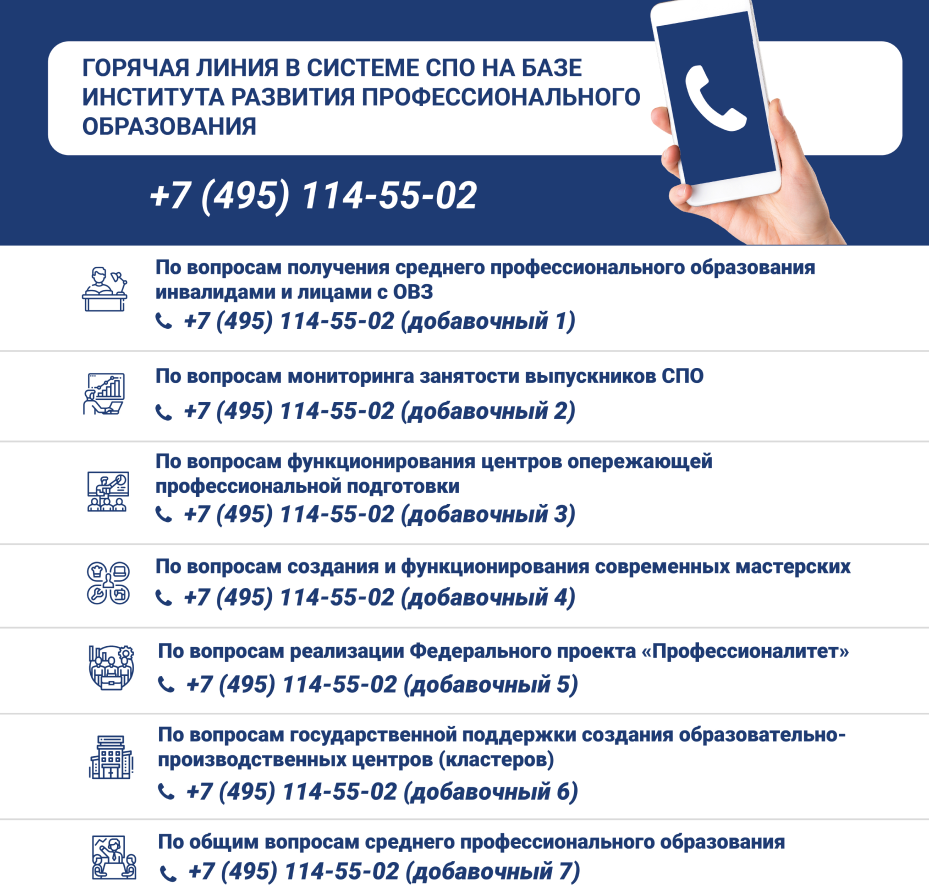 ГОРЯЧАЯ ЛИНИЯ В СИСТЕМЕ СПО НА БАЗЕ
ИНСТИТУТА РАЗВИТИЯ ПРОФЕССИОНАЛЬНОГО
ОБРАЗОВАНИЯ
+7 (495) 114-55-02
По вопросам получения среднего профессионального образования
инвалидами и лицами с ОВЗ
+7 (495) 114-55-02 (добавочный 1)
По вопросам мониторинга занятости выпускников СПО
+7 (495) 114-55-02 (добавочный 2)
По вопросам функционирования центров опережающей
профессиональной подготовки
+7 (495) 114-55-02 (добавочный 3)
По вопросам создания и функционирования современных мастерских
+7 (495) 114-55-02 (добавочный 4)
По вопросам реализации Федерального проекта «Профессионалитет»
+7 (495) 114-55-02 (добавочный 5)
По вопросам государственной поддержки создания образовательно-
производственных центров (кластеров)
+7 (495) 114-55-02 (добавочный 6)
По общим вопросам среднего профессионального образования
+7 (495) 114-55-02 (добавочный 7)